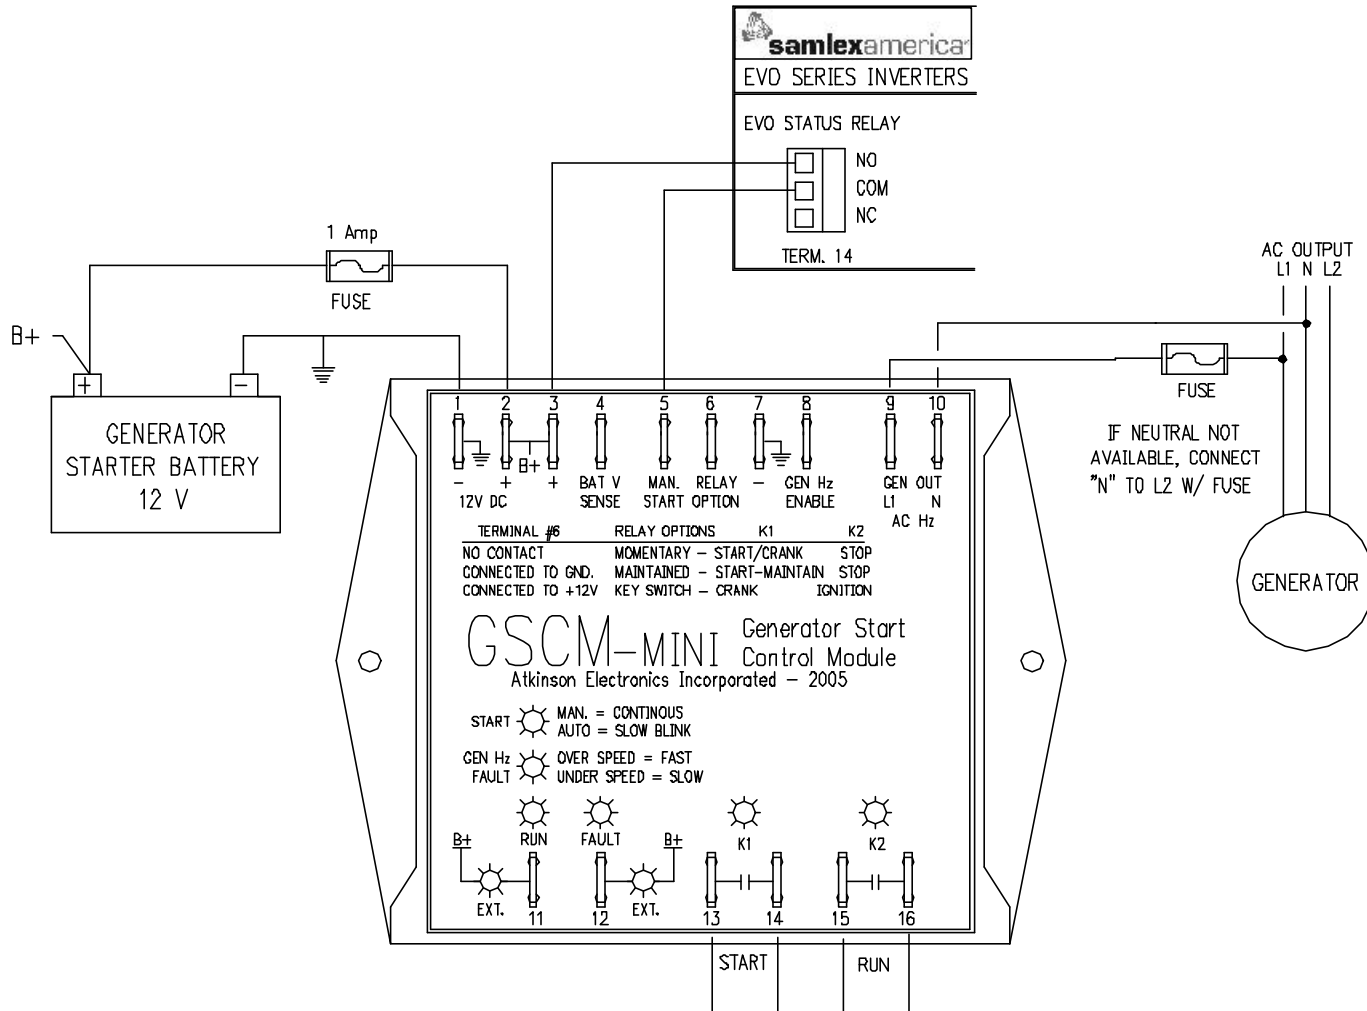 samlexamerica
EVO SERIES INVERTERS
EVO STATUS RELAY
NO
COM
NC
TERM. 14
1 Amp
FUSE
B+
+
-
GENERATOR
STARTER BATTERY
12 V
AC OUTPUT
L1 N L2
FUSE
IF NEUTRAL NOT
AVAILABLE, CONNECT
"N" TO L2 W/ FUSE
GENERATOR
1 2 3 4 5 6 7 8 9 10
B+
- + + BAT V MAN. RELAY - GEN Hz GEN OUT
12V DC SENSE START OPTION ENABLE L1 N
AC Hz
TERMINAL #6 RELAY OPTIONS K1 K2
NO CONTACT MOMENTARY - START/CRANK STOP
CONNECTED TO GND. MAINTAINED - START-MAINTAIN STOP
CONNECTED TO +12V KEY SWITCH - CRANK IGNITION
GSCM-MINI Generator Start
Control Module
Atkinson Electronics Incorporated - 2005
START MAN. = CONTINOUS
AUTO = SLOW BLINK
GEN Hz OVER SPEED = FAST
FAULT UNDER SPEED = SLOW
B+ RUN FAULT B+ K1 K2
EXT. 11 12 EXT. 13 14 15 16
START RUN